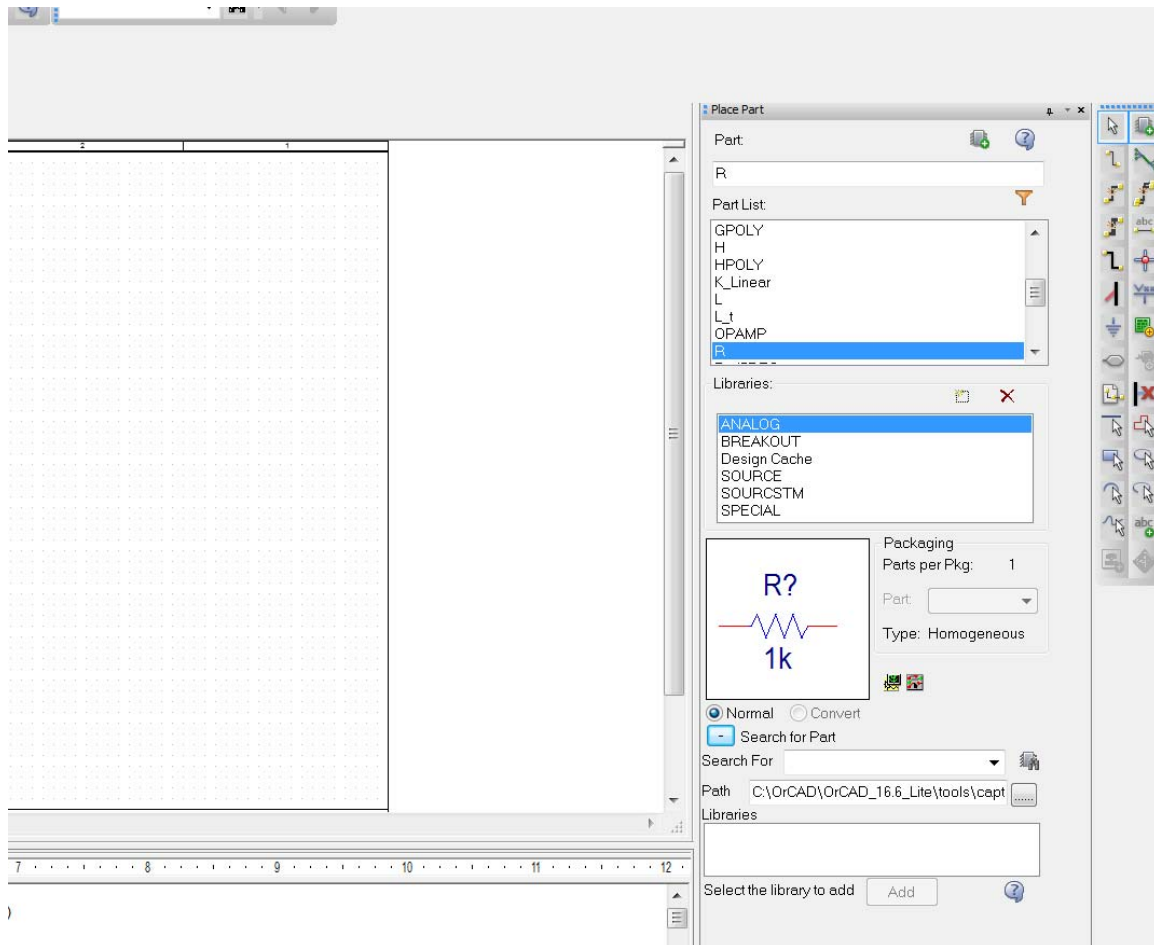 Place Part
Part:
R
Part List:
GPOLY
H
HPOLY
K_Linear
L
L_t
OPAMP
R
Libraries:
ANALOG
BREAKOUT
Design Cache
SOURCE
SOURCSTM
SPECIAL
R?
1k
Packaging
Parts per Pkg: 1
Part:
Type: Homogeneous
Normal Convert
- Search for Part
Search For
Path C:\OrCAD\OrCAD_16.6_Lite\tools\capt ......
Libraries
Select the library to add Add
2 1
7 8 9 10 11 12
)
abc
abc